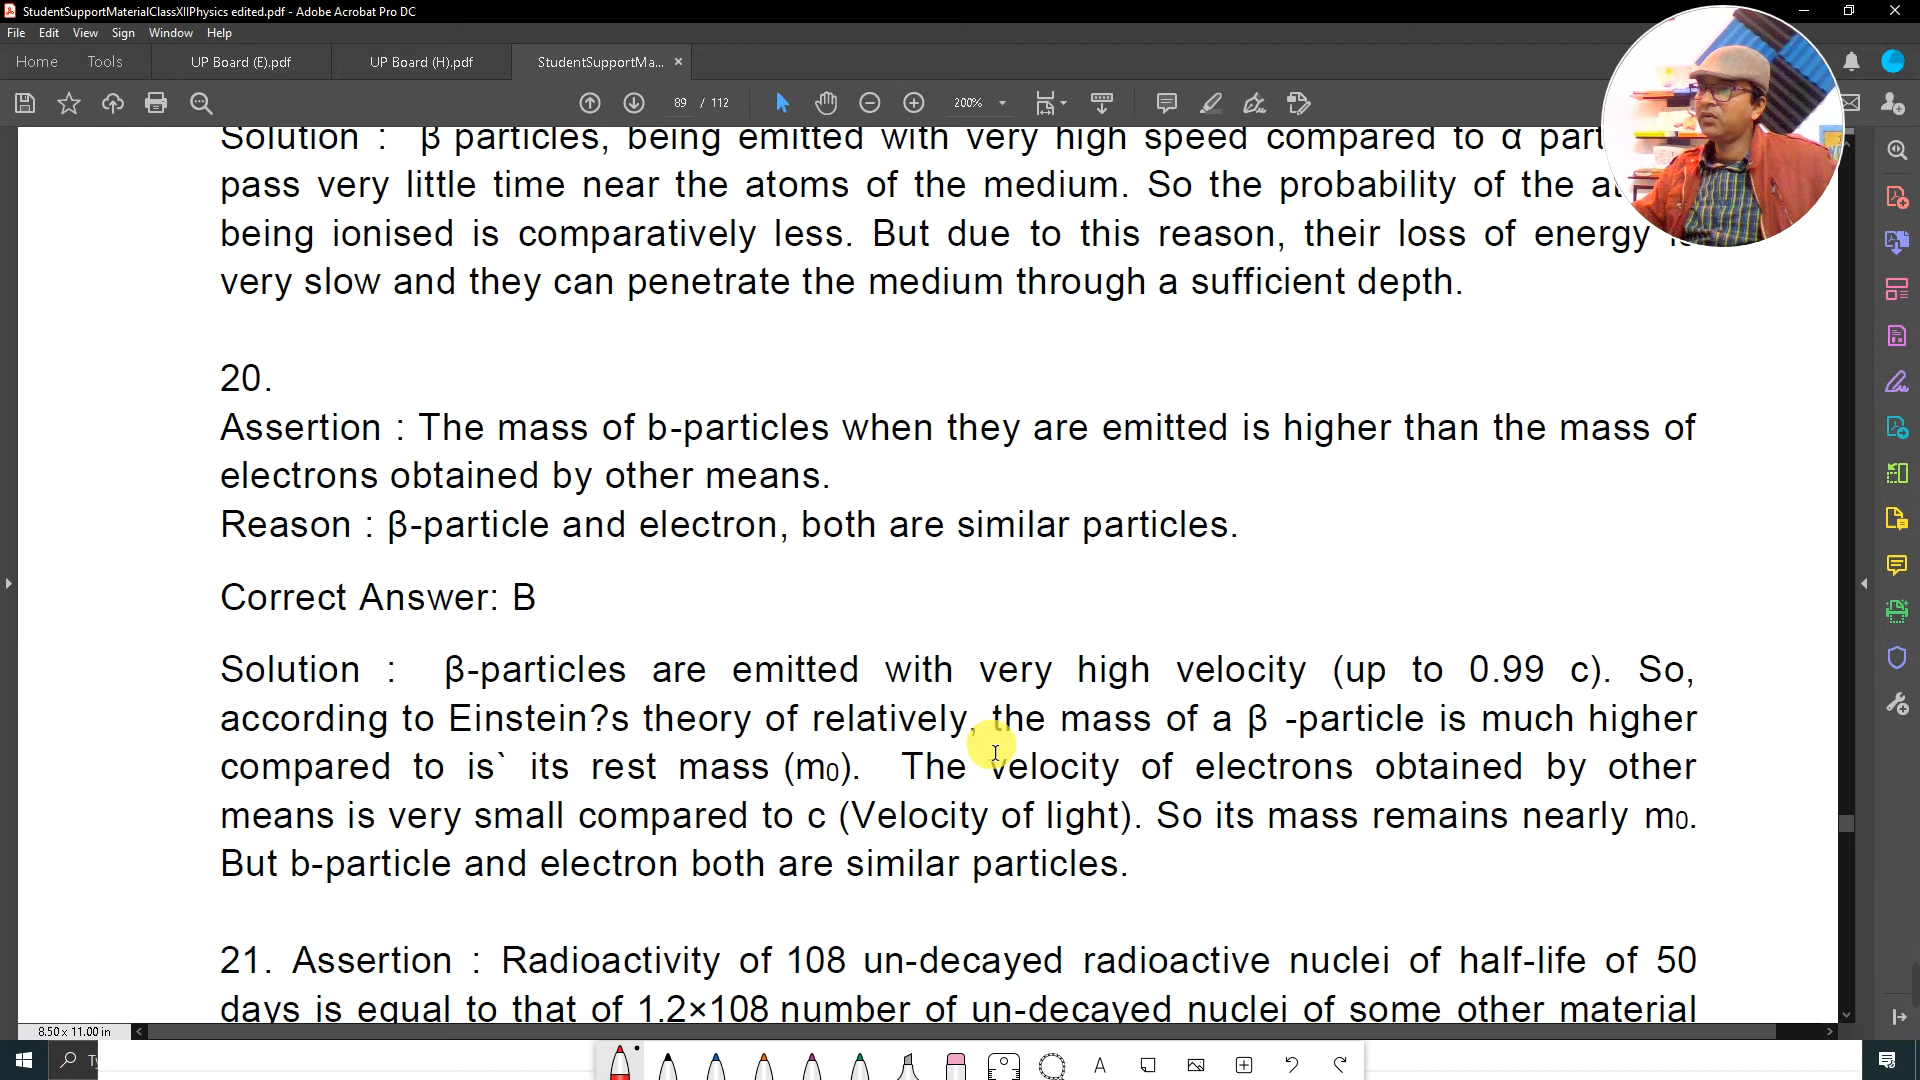 StudentSupportMaterialClassXIIPhysics edited.pdf - Adobe Acrobat Pro DC
File Edit View Sign Window Help
Home Tools UP Board (E).pdf UP Board (H).pdf StudentSupportMa... ×
89 / 112 200%
Solution : β particles, being emitted with very high speed compared to α
pass very little time near the atoms of the medium. So the probability of the
being ionised is comparatively less. But due to this reason, their loss of energy
very slow and they can penetrate the medium through a sufficient depth.
20.
Assertion : The mass of b-particles when they are emitted is higher than the mass of
electrons obtained by other means.
Reason : β-particle and electron, both are similar particles.
Correct Answer: B
Solution : β-particles are emitted with very high velocity (up to 0.99 c). So,
according to Einstein?s theory of relatively, the mass of a β -particle is much higher
compared to is` its rest mass (m0). The velocity of electrons obtained by other
means is very small compared to c (Velocity of light). So its mass remains nearly m0.
But b-particle and electron both are similar particles.
21. Assertion : Radioactivity of 108 un-decayed radioactive nuclei of half-life of 50
days is equal to that of 1.2×108 number of un-decayed nuclei of some other material
8.50 x 11.00 in